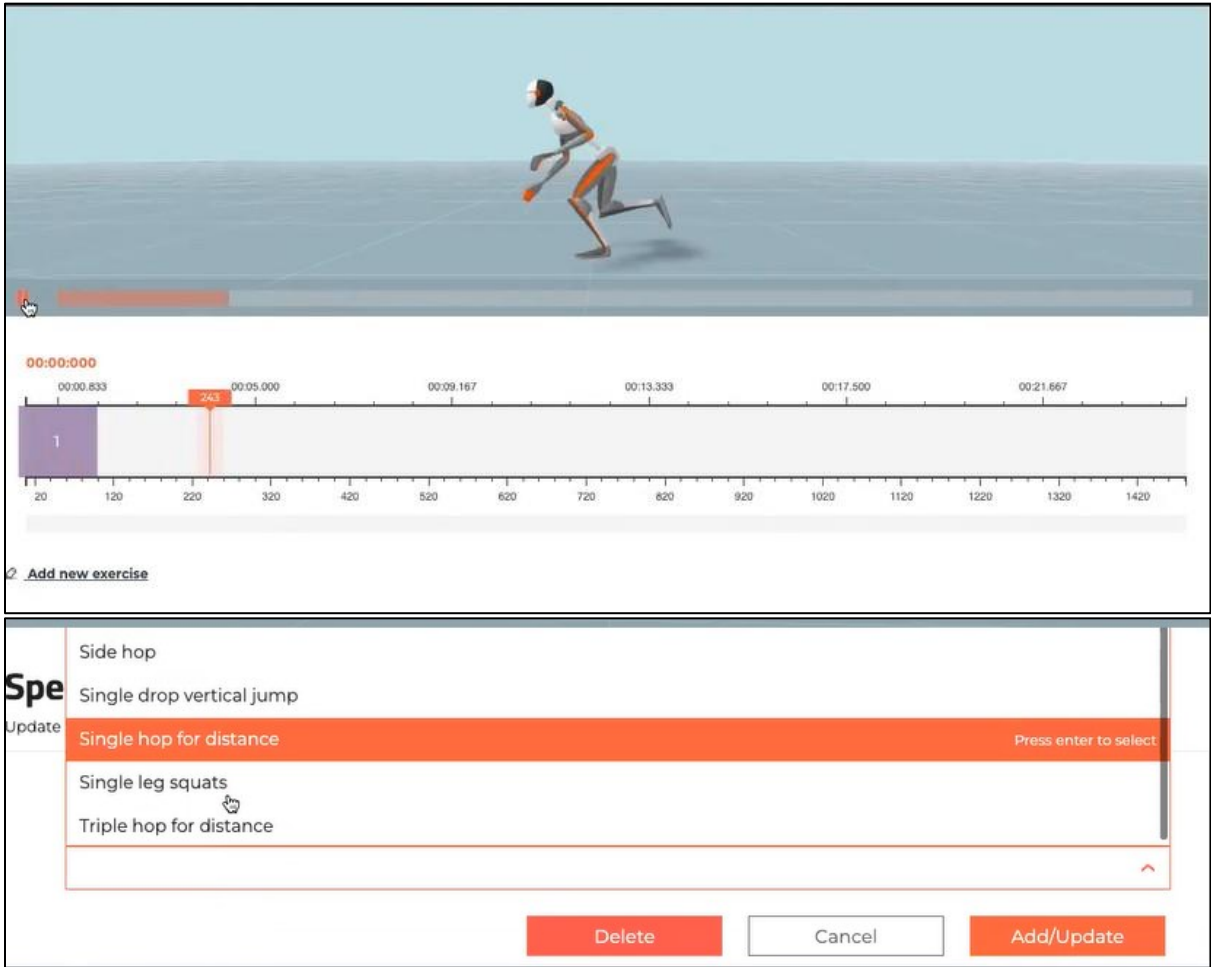 00:00:000
00:00.833 00:05.000 00:09.167 00:13.333 00:17.500 00:21.667
243
1
20 120 220 320 420 520 620 720 820 920 1020 1120 1220 1320 1420
Add new exercise
Side hop
Spe
Single drop vertical jump
Update
Single hop for distance Press enter to select
Single leg squats
Triple hop for distance
Delete Cancel Add/Update